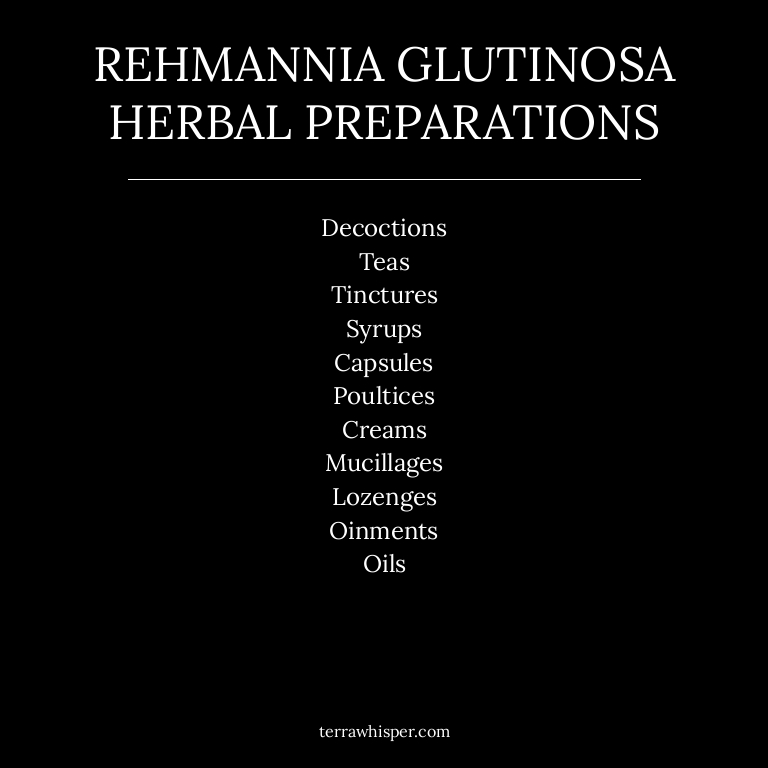 REHMANNIA GLUTINOSA
HERBAL PREPARATIONS
Decoctions
Teas
Tinctures
Syrups
Capsules
Poultices
Creams
Mucillages
Lozenges
Oinments
Oils
terrawhisper.com